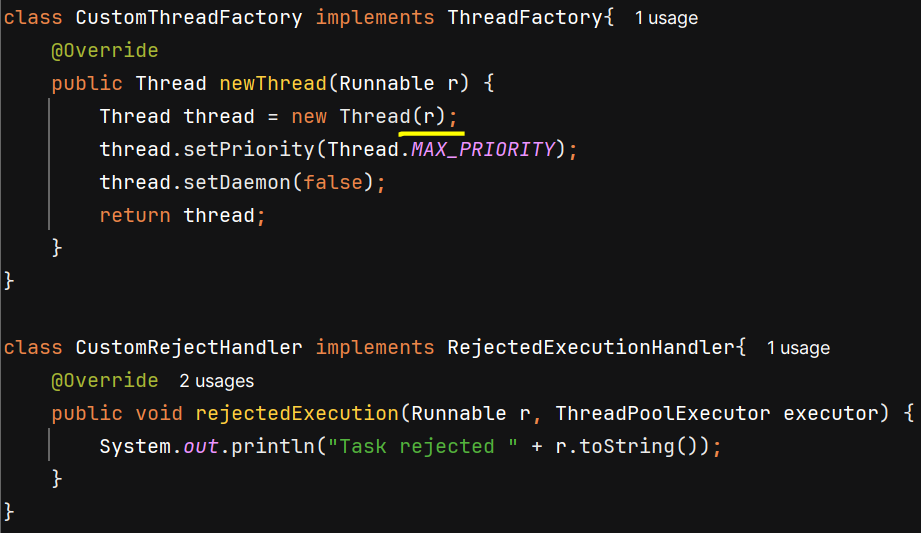 class CustomThreadFactory implements ThreadFactory{ 1 usage
@Override
public Thread newThread(Runnable r) {
Thread thread = new Thread(r);
thread.setPriority(Thread.MAX_PRIORITY);
thread.setDaemon(false);
return thread;
}
}
class CustomRejectHandler implements RejectedExecutionHandler{ 1 usage
@Override 2 usages
public void rejectedExecution(Runnable r, ThreadPoolExecutor executor) {
System.out.println("Task rejected " + r.toString());
}
}